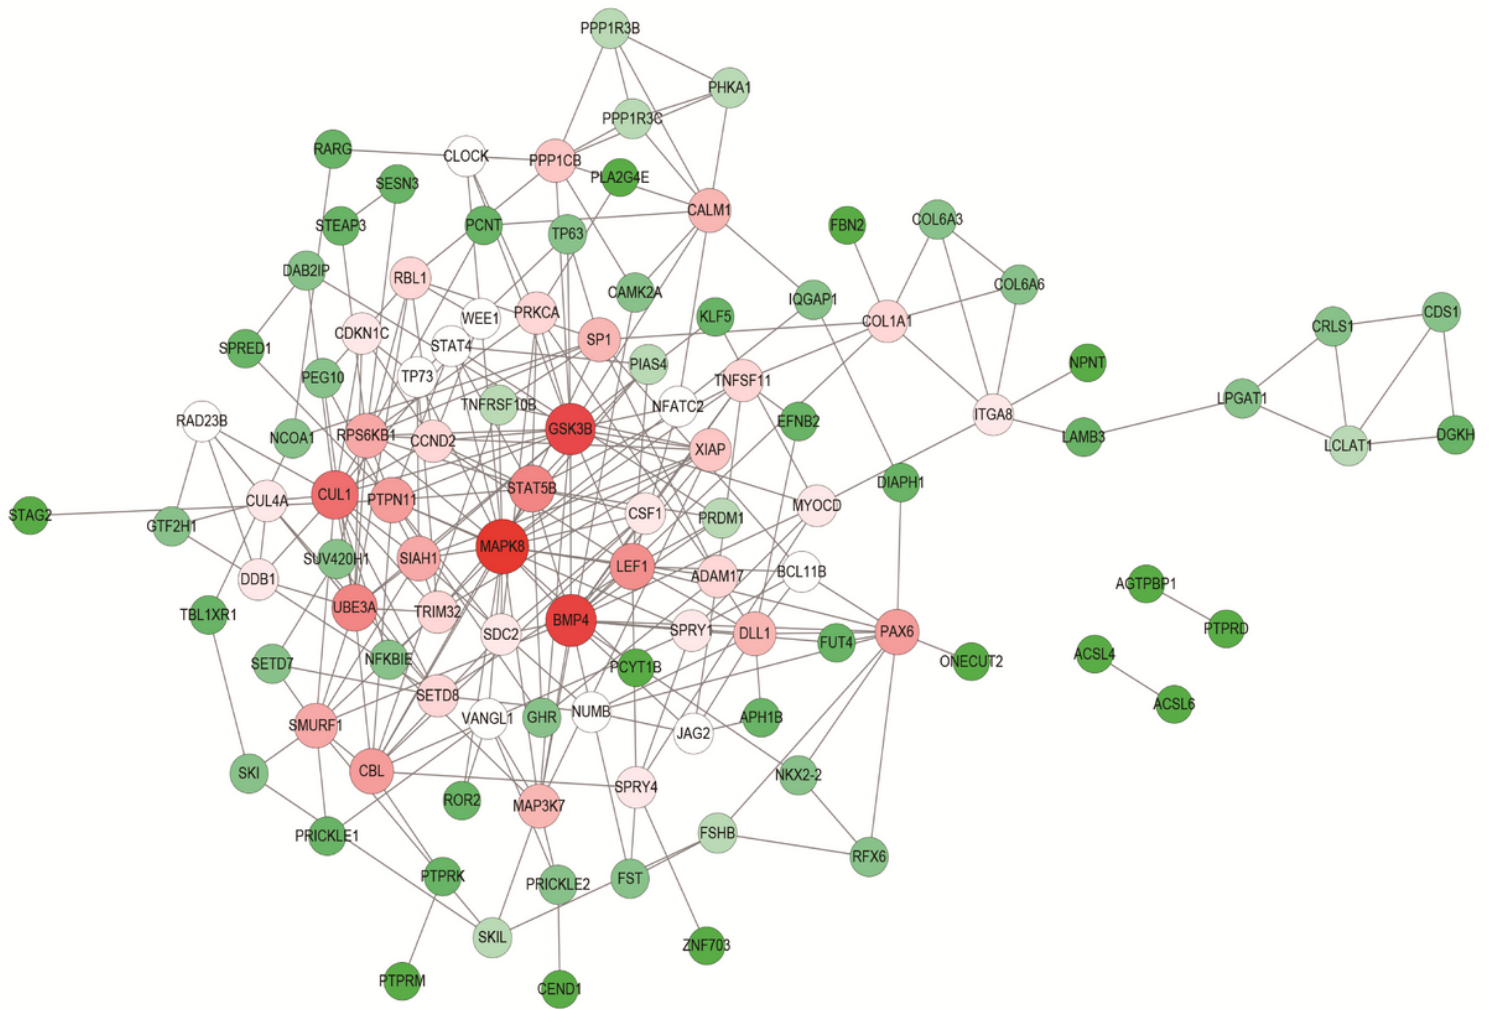 PPP1R3B
PHKA1
PPP1R3C
RARG
CLOCK
PPP1CB
PLA2G4E
SESN3
CALM1
STEAP3
PCNT
TP63
FBN2
COL6A3
DAB2IP
RBL1
CAMK2A
IQGAP1
COL6A6
WEE1
PRKCA
KLF5
COL1A1
CRLS1
CDS1
CDKN1C
SPRED1
STAT4
SP1
PIAS4
NPNT
PEG10
TP73
TNFSF11
TNFRSF10B
NFATC2
LPGAT1
RAD23B
NCOA1
RPS6KB1
CCND2
GSK3B
XIAP
EFNB2
ITGA8
LAMB3
LCLAT1
DGKH
CUL4A
CUL1
PTPN11
STAT5B
DIAPH1
STAG2
GTF2H1
CSF1
PRDM1
MYOCD
SUV420H1
SIAH1
MAPK8
LEF1
ADAM17
BCL11B
DDB1
AGTPBP1
TBL1XR1
UBE3A
TRIM32
SDC2
BMP4
SPRY1
DLL1
FUT4
PAX6
PTPRD
SETD7
NFKBIE
PCYT1B
ONECUT2
ACSL4
SETD8
SMURF1
VANGL1
GHR
NUMB
JAG2
APH1B
ACSL6
SKI
CBL
ROR2
MAP3K7
SPRY4
NKX2-2
PRICKLE1
FSHB
RFX6
PTPRK
PRICKLE2
FST
SKIL
ZNF703
PTPRM
CEND1